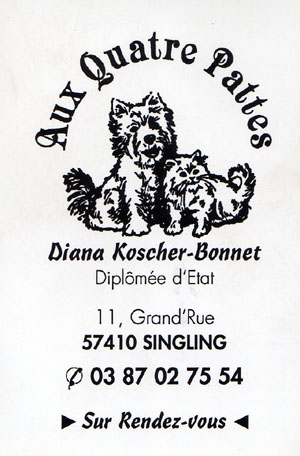 Aux Quatre Pattes
Diana Koscher-Bonnet
Diplômée d'Etat
11, Grand'Rue
57410 SINGLING
✆ 03 87 02 75 54
► Sur Rendez-vous ◄